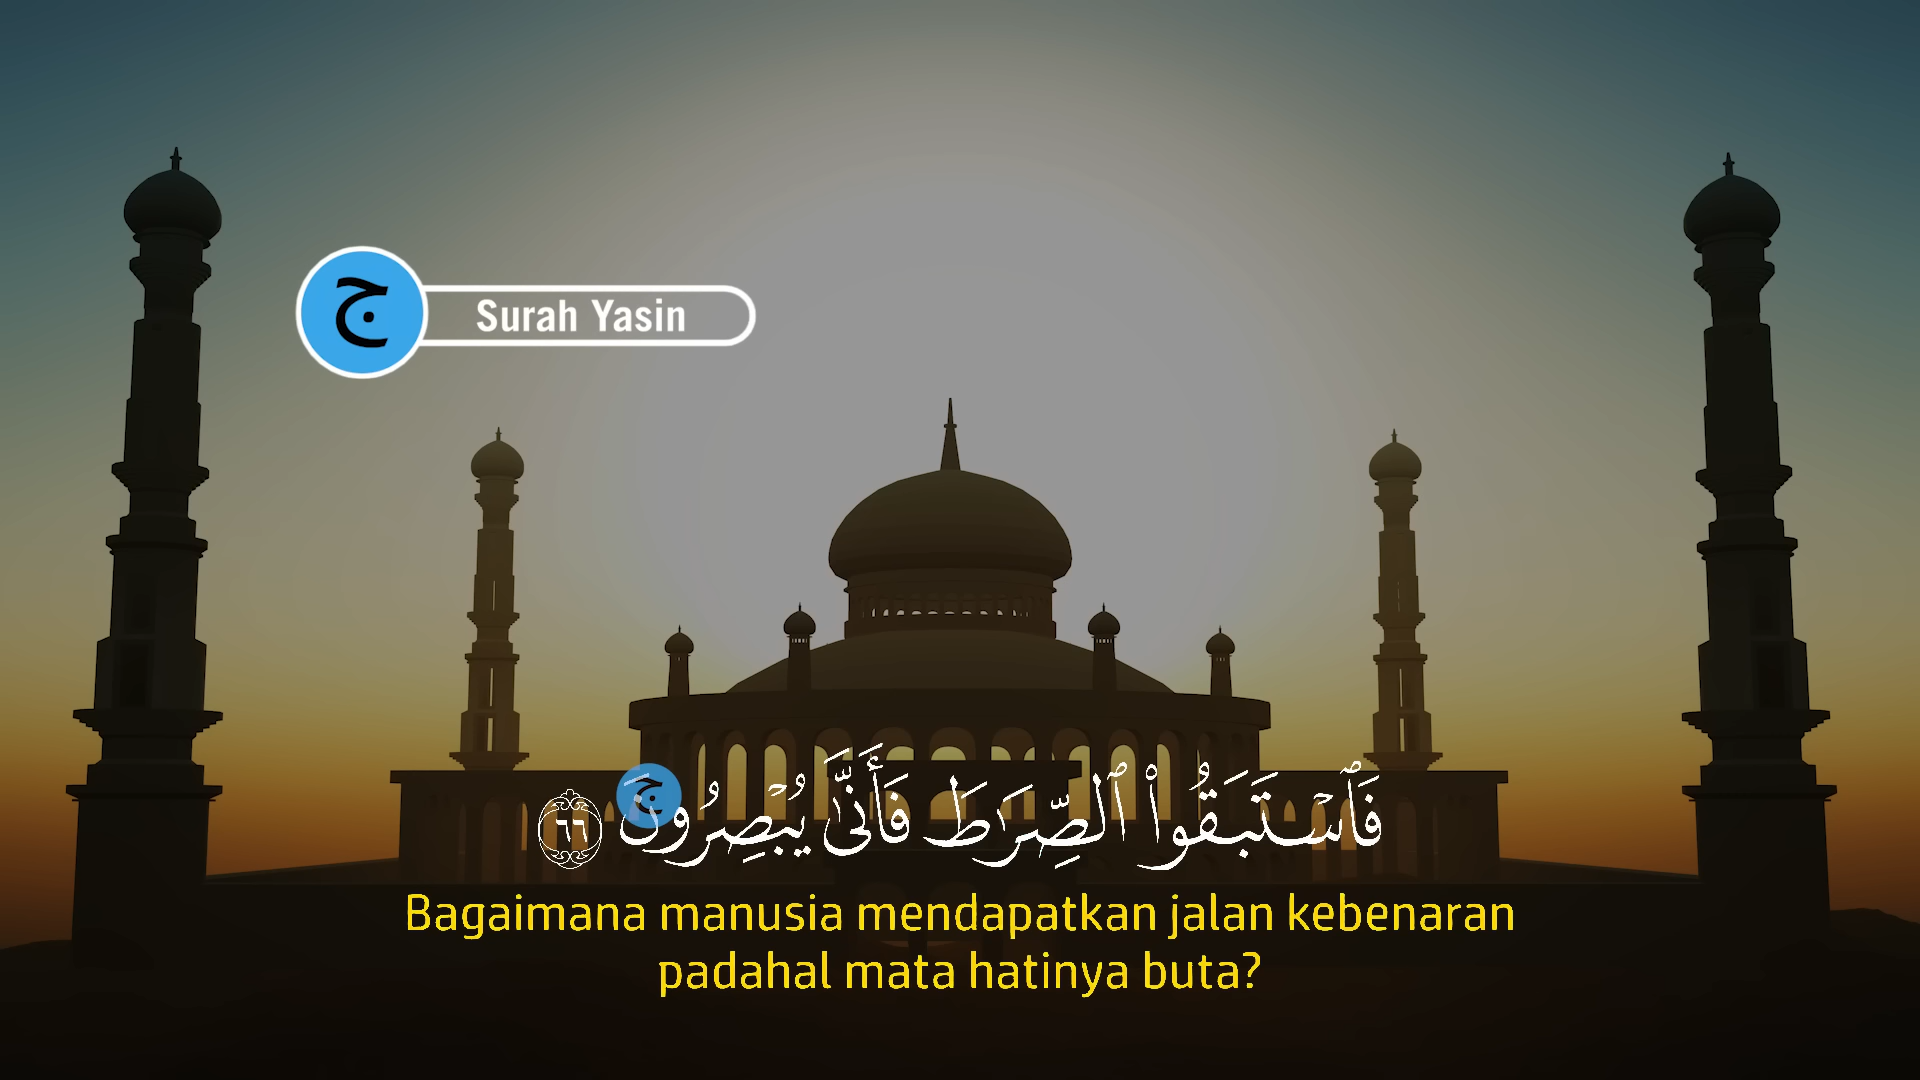 ج
Surah Yasin
فَٱسْتَبَقُوا۟ ٱلصِّرَٰطَ فَأَنَّىٰ يُبْصِرُونَ ج ٦٦
Bagaimana manusia mendapatkan jalan kebenaran
padahal mata hatinya buta?